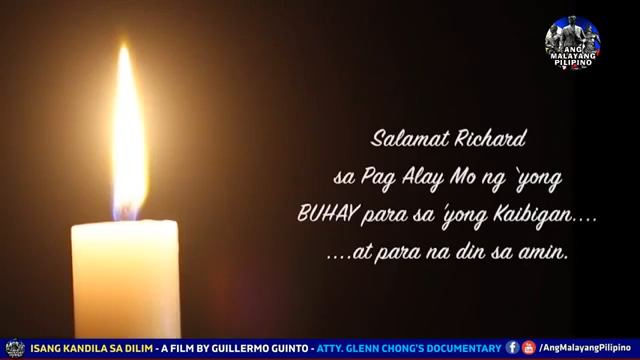 ANG
MALAYANG
PILIPINO
Salamat Richard
sa Pag Alay Mo ng `yong
BUHAY para sa 'yong Kaibigan....
....at para na din sa amin.
ISANG KANDILA SA DILIM - A FILM BY GUILLERMO GUINTO - ATTY. GLENN CHONG'S DOCUMENTARY /AngMalayangPilipino